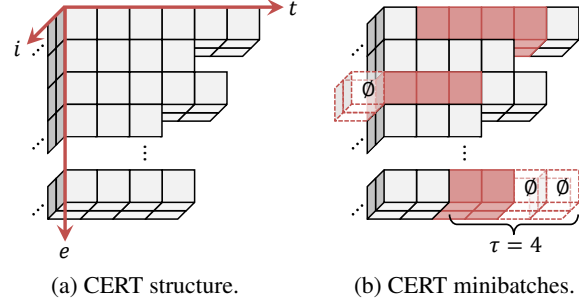 t
i
e
∅
∅ ∅
τ = 4
(a) CERT structure.
(b) CERT minibatches.